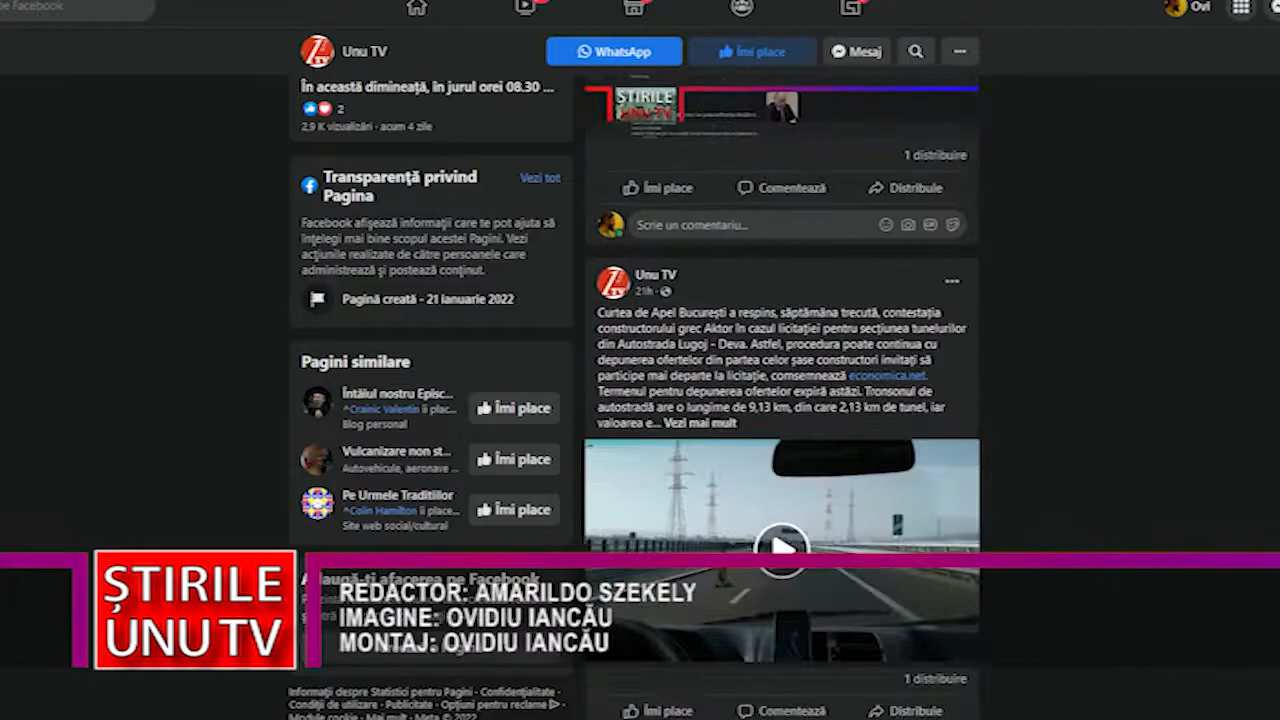 Facebook
Ovi
Unu TV
WhatsApp
Îmi place
Mesaj
În această dimineață, în jurul orei 08.30 ...
2
2,9 K vizualizări · acum 4 zile
Transparență privind
Pagina
Vezi tot
Facebook afișează informații care te pot ajuta să
înțelegi mai bine scopul acestei Pagini. Vezi
acțiunile realizate de către persoanele care
administrează și postează conținut.
Pagină creată - 21 ianuarie 2022
Pagini similare
Întâiul nostru Episc...
^Crainic Valentin îi plac...
Blog personal
Îmi place
Vulcanizare non st...
Autovehicule, aeronave ...
Îmi place
Pe Urmele Traditiilor
^Colin Hamilton îi place...
Site web social/cultural
Îmi place
Informații despre Statistici pentru Pagini · Confidențialitate ·
Condiții de utilizare · Publicitate · Opțiuni pentru reclame ·
Module cookie · Mai mult · Meta © 2022
ȘTIRILE
UNU TV
1 distribuire
Îmi place
Comentează
Distribuie
Scrie un comentariu...
Unu TV
21h ·
Curtea de Apel București a respins, săptămâna trecută, contestația
constructorului grec Aktor în cazul licitației pentru secțiunea tunelurilor
din Autostrada Lugoj – Deva. Astfel, procedura poate continua cu
depunerea ofertelor din partea celor șase constructori invitați să
participe mai departe la licitație, comsemnează economica.net.
Termenul pentru depunerea ofertelor expiră astăzi. Tronsonul de
autostradă are o lungime de 9,13 km, din care 2,13 km de tunel, iar
valoarea e... Vezi mai mult
1 distribuire
Îmi place
Comentează
Distribuie
ȘTIRILE
UNU TV
REDACTOR: AMARILDO SZEKELY
IMAGINE: OVIDIU IANCĂU
MONTAJ: OVIDIU IANCĂU